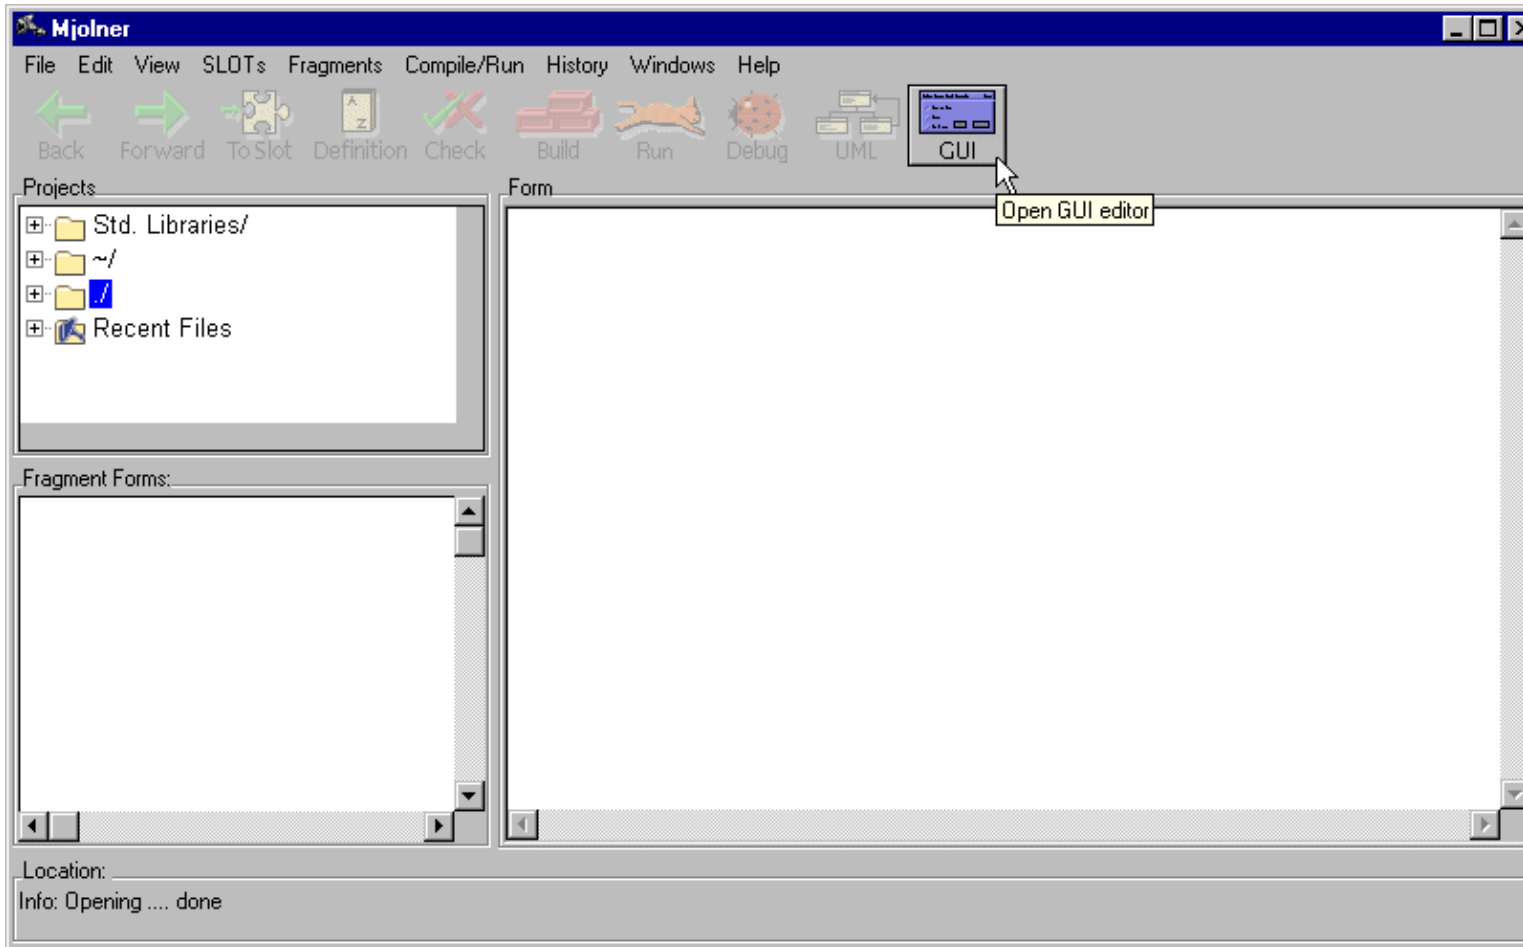 Mjolner
File Edit View SLOTs Fragments Compile/Run History Windows Help
Back Forward To Slot Definition Check Build Run Debug UML GUI
Open GUI editor
Projects
Std. Libraries/
~/
./
Recent Files
Form
Fragment Forms:
Location:
Info: Opening .... done